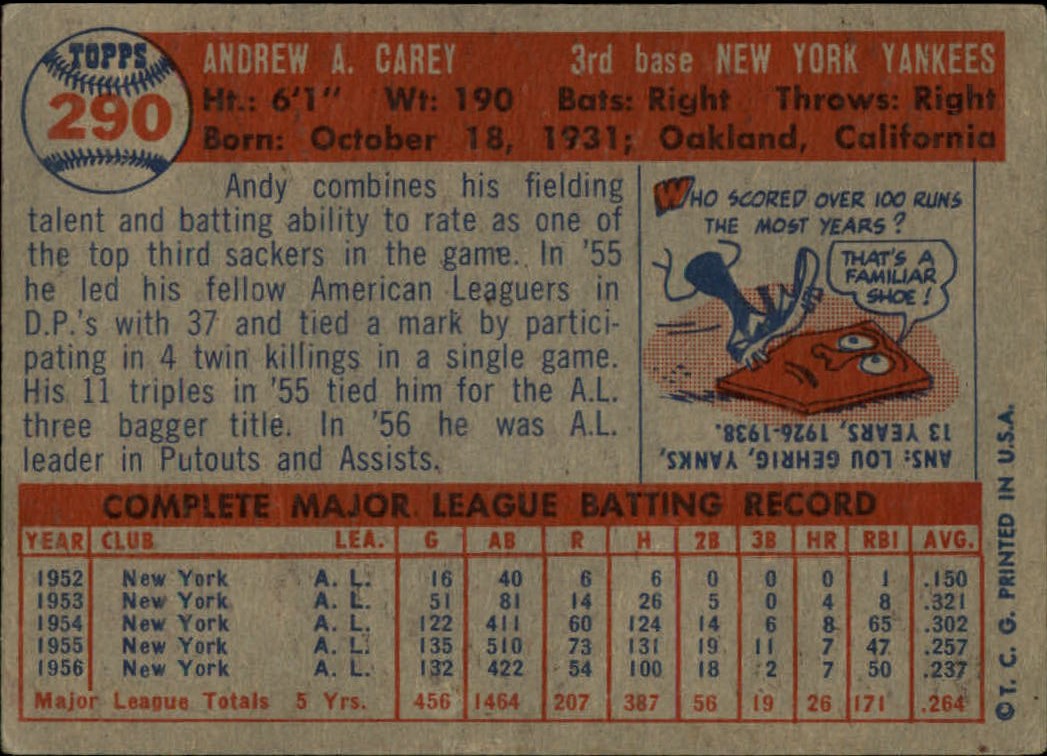 TOPPS
290
ANDREW A. CAREY 3rd base NEW YORK YANKEES
Ht.: 6'1" Wt: 190 Bats: Right Throws: Right
Born: October 18, 1931; Oakland, California
Andy combines his fielding
talent and batting ability to rate as one of
the top third sackers in the game. In '55
he led his fellow American Leaguers in
D.P.'s with 37 and tied a mark by partici-
pating in 4 twin killings in a single game.
His 11 triples in '55 tied him for the A.L.
three bagger title. In '56 he was A.L.
leader in Putouts and Assists.
WHO SCORED OVER 100 RUNS
THE MOST YEARS?
THAT'S A
FAMILIAR
SHOE!
ANS: LOU GEHRIG, YANKS,
13 YEARS, 1926-1938.
COMPLETE MAJOR LEAGUE BATTING RECORD
YEAR CLUB LEA. G AB R H 2B 3B HR RBI AVG.
1952 New York A. L. 16 40 6 6 0 0 0 1 .150
1953 New York A. L. 51 81 14 26 5 0 4 8 .321
1954 New York A. L. 122 411 60 124 14 6 8 65 .302
1955 New York A. L. 135 510 73 131 19 11 7 47 .257
1956 New York A. L. 132 422 54 100 18 2 7 50 .237
Major League Totals 5 Yrs. 456 1464 207 387 56 19 26 171 .264
©T. C. G. PRINTED IN U.S.A.